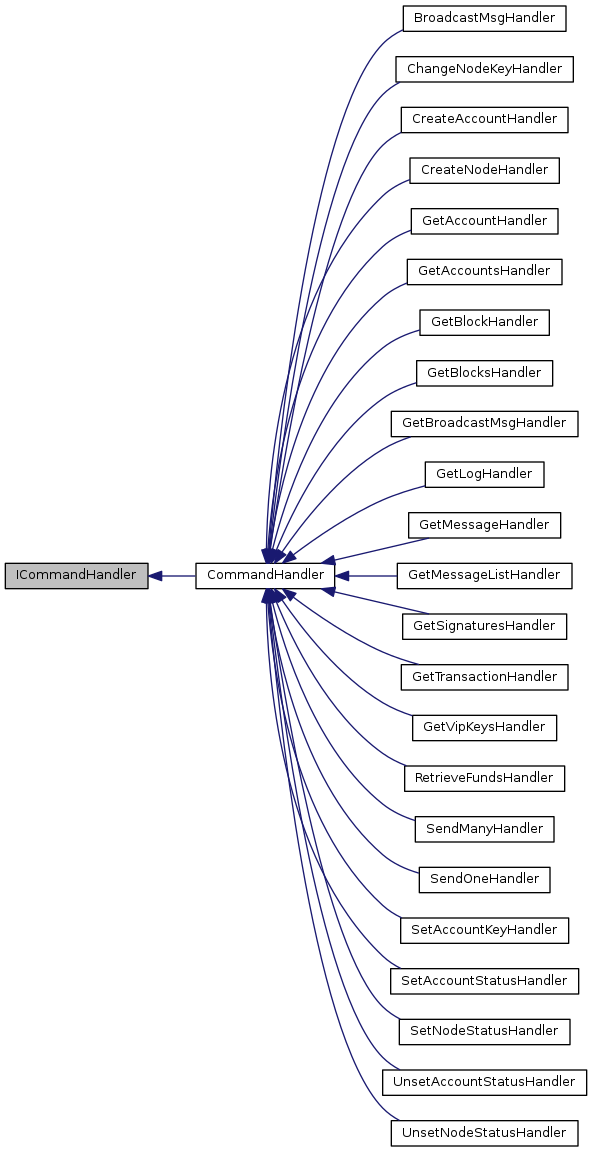 BroadcastMsgHandler
ChangeNodeKeyHandler
CreateAccountHandler
CreateNodeHandler
GetAccountHandler
GetAccountsHandler
GetBlockHandler
GetBlocksHandler
GetBroadcastMsgHandler
GetLogHandler
GetMessageHandler
ICommandHandler
CommandHandler
GetMessageListHandler
GetSignaturesHandler
GetTransactionHandler
GetVipKeysHandler
RetrieveFundsHandler
SendManyHandler
SendOneHandler
SetAccountKeyHandler
SetAccountStatusHandler
SetNodeStatusHandler
UnsetAccountStatusHandler
UnsetNodeStatusHandler